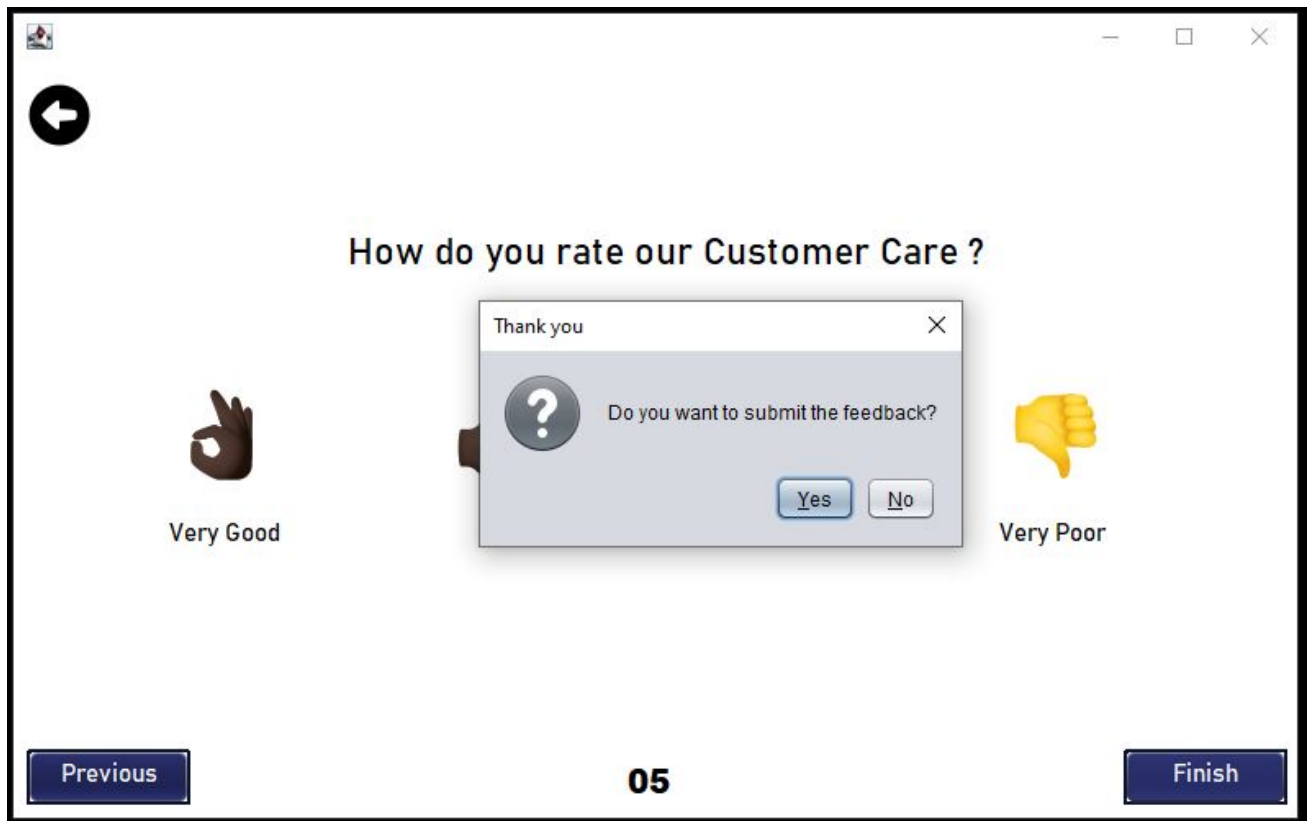 How do you rate our Customer Care ?
Thank you
Do you want to submit the feedback?
Yes No
Very Good
Very Poor
Previous
05
Finish